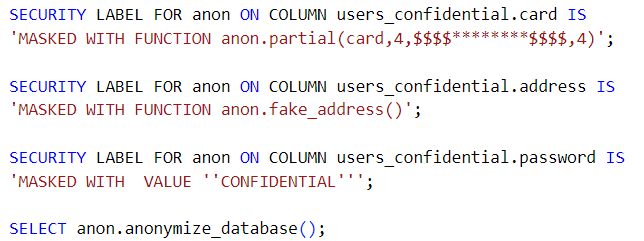 SECURITY LABEL FOR anon ON COLUMN users_confidential.card IS
'MASKED WITH FUNCTION anon.partial(card,4,$$$$********$$$$,4)';
SECURITY LABEL FOR anon ON COLUMN users_confidential.address IS
'MASKED WITH FUNCTION anon.fake_address()';
SECURITY LABEL FOR anon ON COLUMN users_confidential.password IS
'MASKED WITH  VALUE ''CONFIDENTIAL''';
SELECT anon.anonymize_database();